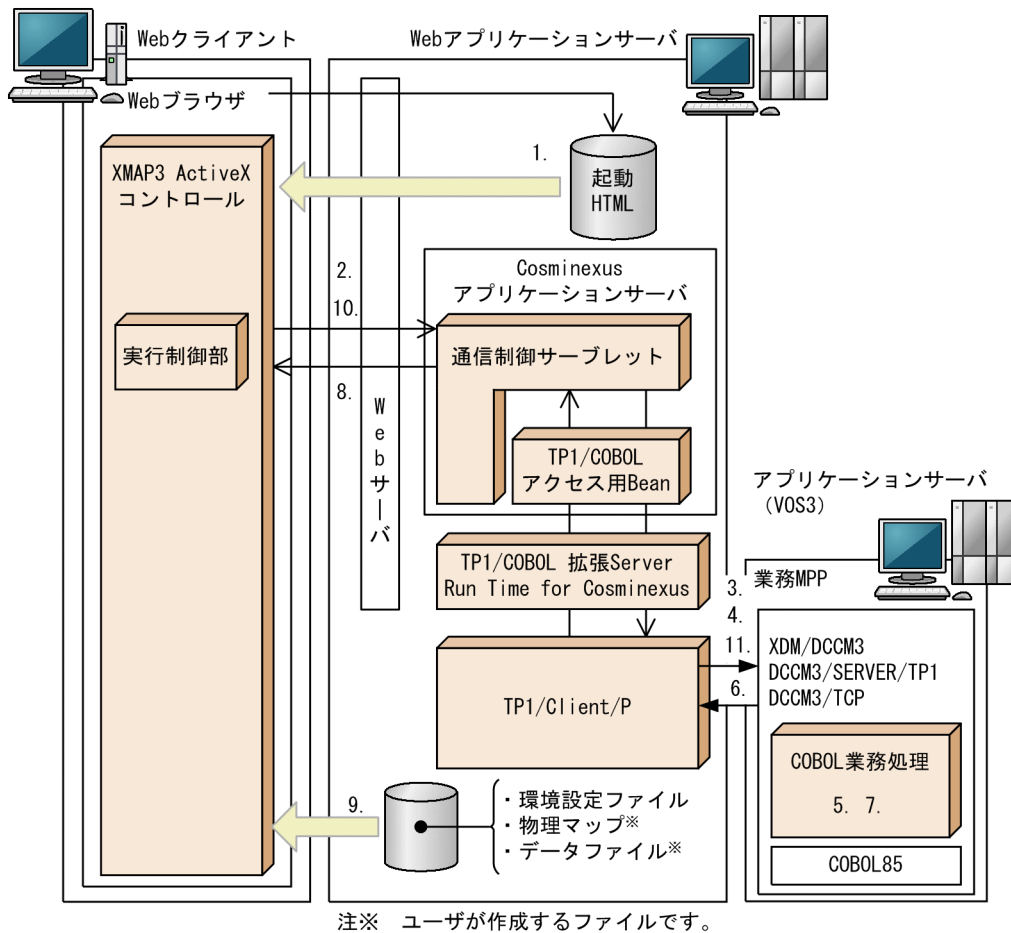 Webクライアント
Webアプリケーションサーバ
Webブラウザ
1.
起動
HTML
XMAP3 ActiveX
コントロール
2.
10.
Cosminexus
アプリケーションサーバ
実行制御部
通信制御サーブレット
8.
Webサーバ
TP1/COBOL
アクセス用Bean
アプリケーションサーバ
(VOS3)
TP1/COBOL 拡張Server
Run Time for Cosminexus
3.
業務MPP
4.
11.
6.
XDM/DCCM3
DCCM3/SERVER/TP1
DCCM3/TCP
TP1/Client/P
COBOL業務処理
5. 7.
COBOL85
9.
・環境設定ファイル
・物理マップ※
・データファイル※
注※ ユーザが作成するファイルです。